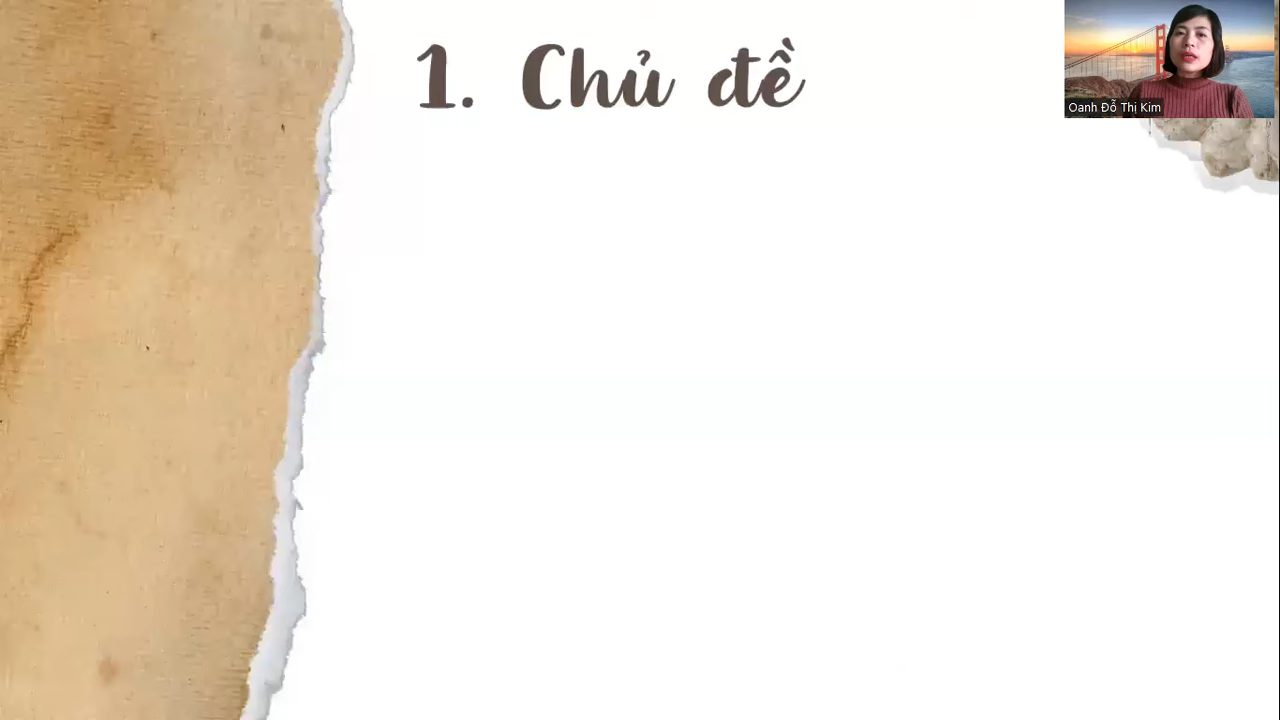 1. Chủ đề
Oanh Đỗ Thị Kim